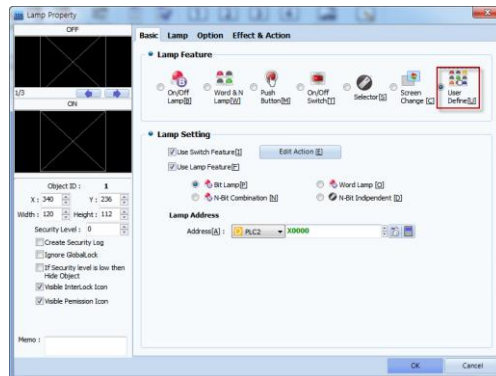 Lamp Property
OFF
1/3
ON
Object ID : 1
X : 340 Y : 236
Width : 120 Height : 112
Security Level : 0
Create Security Log
Ignore GlobalLock
If Security level is low then
Hide Object
Visible InterLock Icon
Visible Pemission Icon
Memo :
Basic Lamp Option Effect & Action
Lamp Feature
On/Off
Lamp[B]
Word & N
Lamp[W]
Push
Button[M]
On/Off
Switch[T]
Selector[S]
Screen
Change [C]
User
Define[U]
Lamp Setting
Use Switch Feature[I] Edit Action [E]
Use Lamp Feature[F]
Bit Lamp[P] Word Lamp [O]
N-Bit Combination [N] N-Bit Independent [D]
Lamp Address
Address[A] : PLC2 X0000
OK Cancel